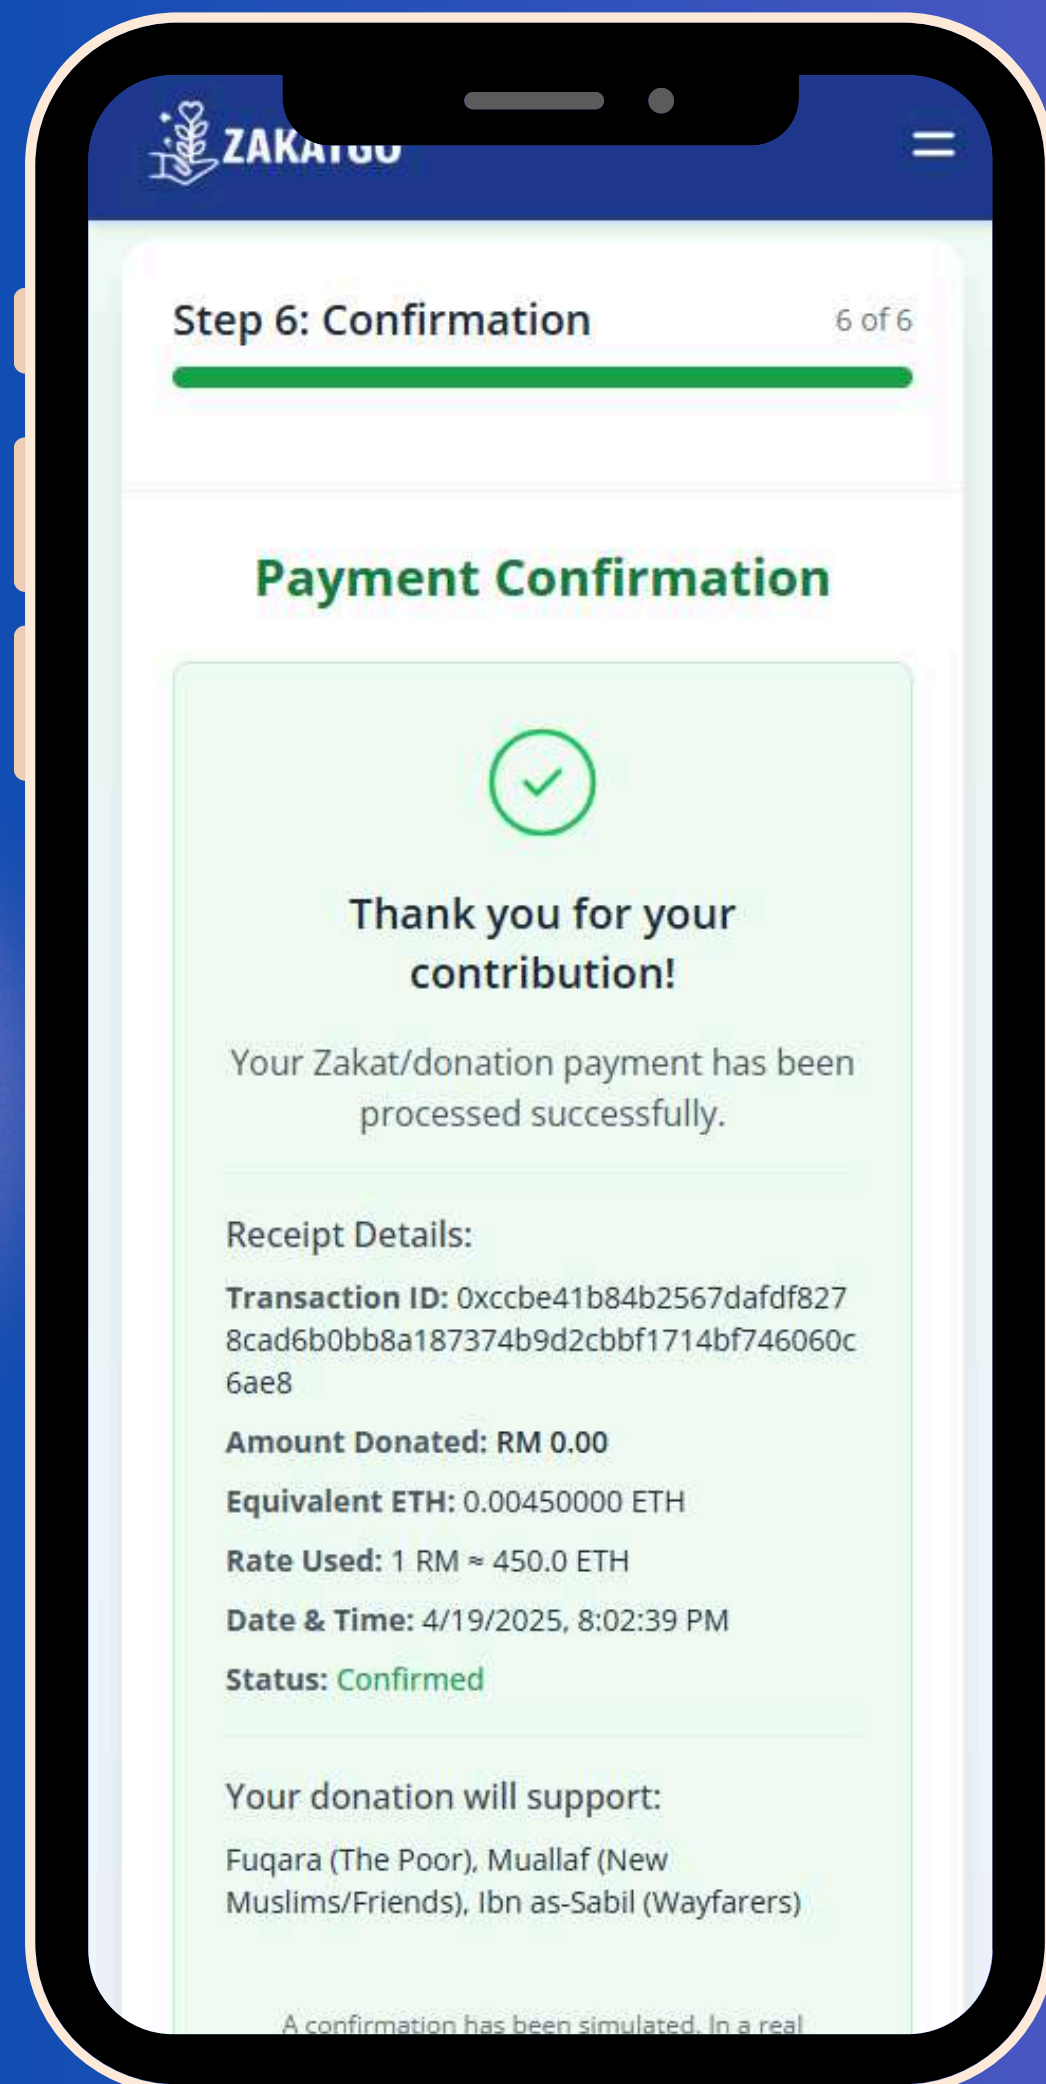 ZAKATGO
Step 6: Confirmation
6 of 6
Payment Confirmation
Thank you for your
contribution!
Your Zakat/donation payment has been
processed successfully.
Receipt Details:
Transaction ID: 0xccbe41b84b2567dafdf827
8cad6b0bb8a187374b9d2cbbf1714bf746060c
6ae8
Amount Donated: RM 0.00
Equivalent ETH: 0.00450000 ETH
Rate Used: 1 RM ≈ 450.0 ETH
Date & Time: 4/19/2025, 8:02:39 PM
Status: Confirmed
Your donation will support:
Fuqara (The Poor), Muallaf (New
Muslims/Friends), Ibn as-Sabil (Wayfarers)
A confirmation has been simulated. In a real